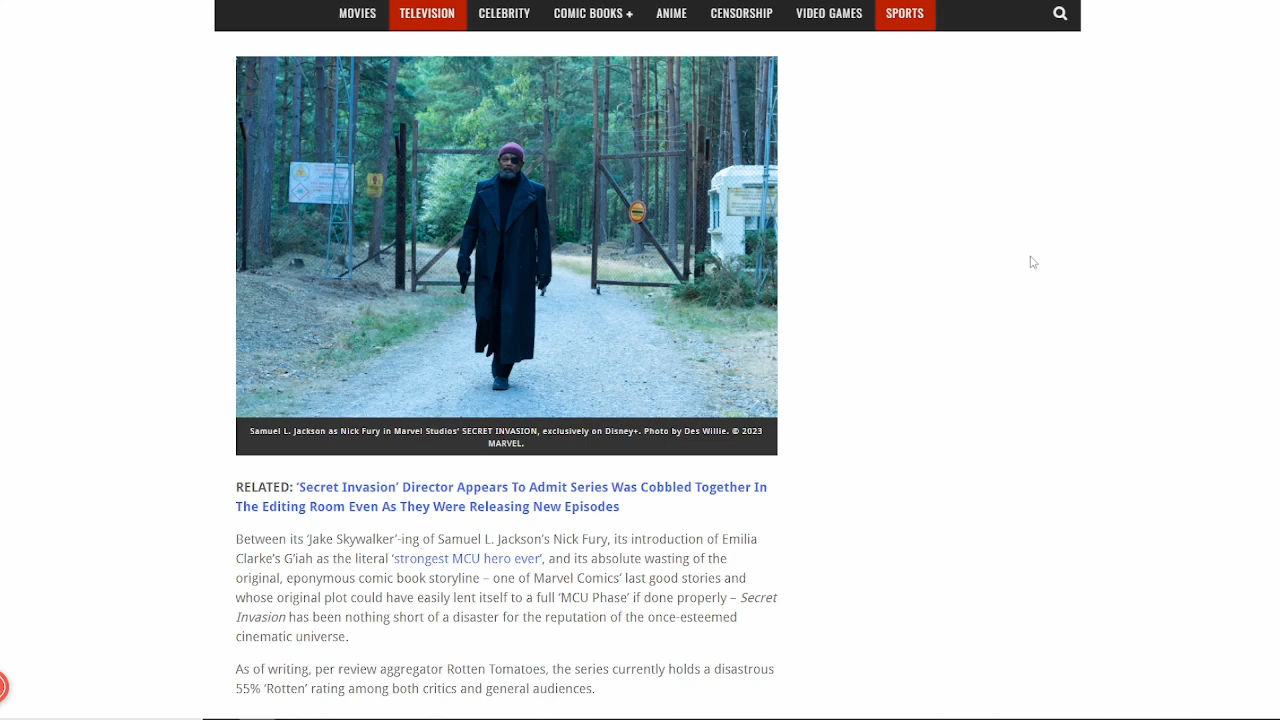 MOVIES TELEVISION CELEBRITY COMIC BOOKS + ANIME CENSORSHIP VIDEO GAMES SPORTS
Samuel L. Jackson as Nick Fury in Marvel Studios' SECRET INVASION, exclusively on Disney+. Photo by Des Willie. © 2023
MARVEL.
RELATED: ‘Secret Invasion’ Director Appears To Admit Series Was Cobbled Together In
The Editing Room Even As They Were Releasing New Episodes
Between its ‘Jake Skywalker’-ing of Samuel L. Jackson’s Nick Fury, its introduction of Emilia
Clarke’s G’iah as the literal ‘strongest MCU hero ever‘, and its absolute wasting of the
original, eponymous comic book storyline – one of Marvel Comics’ last good stories and
whose original plot could have easily lent itself to a full ‘MCU Phase’ if done properly – Secret
Invasion has been nothing short of a disaster for the reputation of the once-esteemed
cinematic universe.
As of writing, per review aggregator Rotten Tomatoes, the series currently holds a disastrous
55% ‘Rotten’ rating among both critics and general audiences.